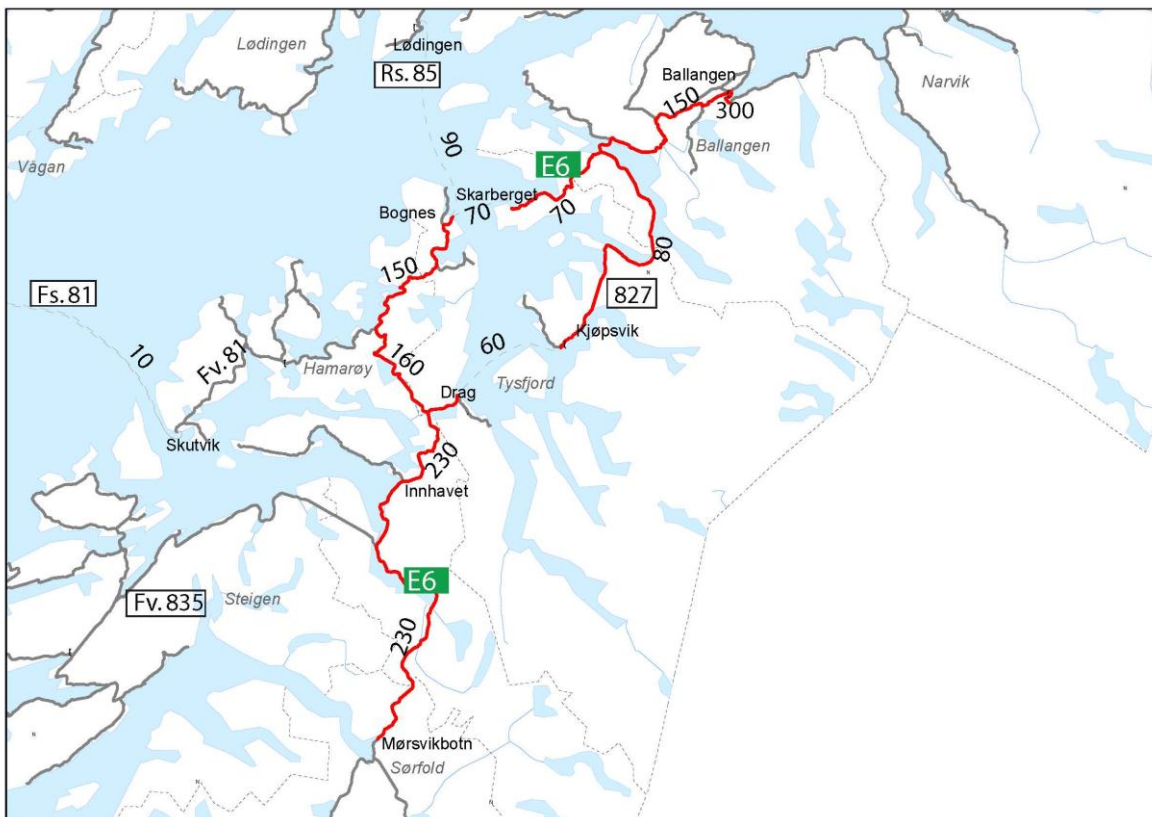 Lødingen
Lødingen
Rs. 85
Ballangen
Narvik
150
300
90
Ballangen
Vågan
E6
Skarberget
70
70
Bognes
80
150
Fs. 81
827
Kjøpsvik
60
10
Fv. 81
160
Hamarøy
Tysfjord
Drag
Skutvik
230
Innhavet
E6
Fv. 835
Steigen
230
Mørsvikbotn
Sørfold
N
N
N
N
N